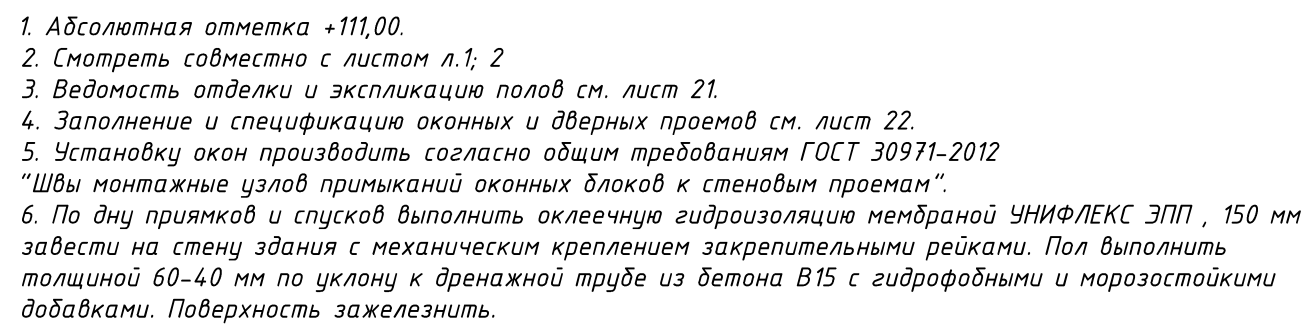 1. Абсолютная отметка +111,00.
2. Смотреть совместно с листом л.1; 2
3. Ведомость отделки и экспликацию полов см. лист 21.
4. Заполнение и спецификацию оконных и дверных проемов см. лист 22.
5. Установку окон производить согласно общим требованиям ГОСТ 30971-2012
"Швы монтажные узлов примыканий оконных блоков к стеновым проемам".
6. По дну приямков и спусков выполнить оклеечную гидроизоляцию мембраной УНИФЛЕКС ЭПП , 150 мм
завести на стену здания с механическим креплением закрепительными рейками. Пол выполнить
толщиной 60-40 мм по уклону к дренажной трубе из бетона В15 с гидрофобными и морозостойкими
добавками. Поверхность зажелезнить.